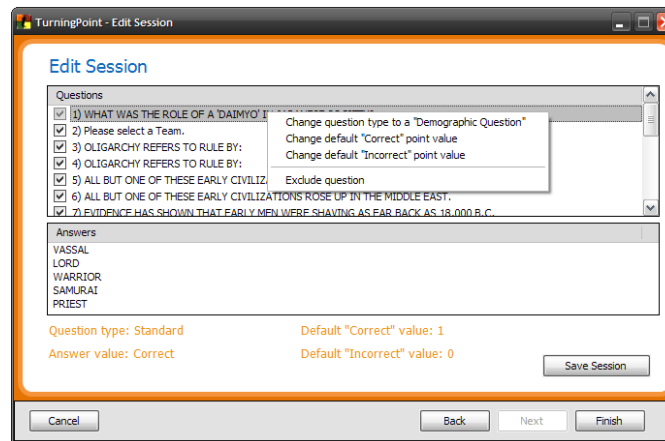 TurningPoint - Edit Session
Edit Session
Questions
1) WHAT WAS THE ROLE OF A 'DAIMYO'
Change question type to a "Demographic Question"
2) Please select a Team.
Change default "Correct" point value
3) OLIGARCHY REFERS TO RULE BY:
Change default "Incorrect" point value
4) OLIGARCHY REFERS TO RULE BY:
5) ALL BUT ONE OF THESE EARLY
Exclude question
6) ALL BUT ONE OF THESE EARLY CIVILIZATIONS ROSE UP IN THE MIDDLE EAST.
7) EVIDENCE HAS SHOWN THAT EARLY MEN WERE SHAVING AS FAR BACK AS 18,000 B.C.
Answers
VASSAL
LORD
WARRIOR
SAMURAI
PRIEST
Question type: Standard
Default "Correct" value: 1
Answer value: Correct
Default "Incorrect" value: 0
Save Session
Cancel
Back
Next
Finish